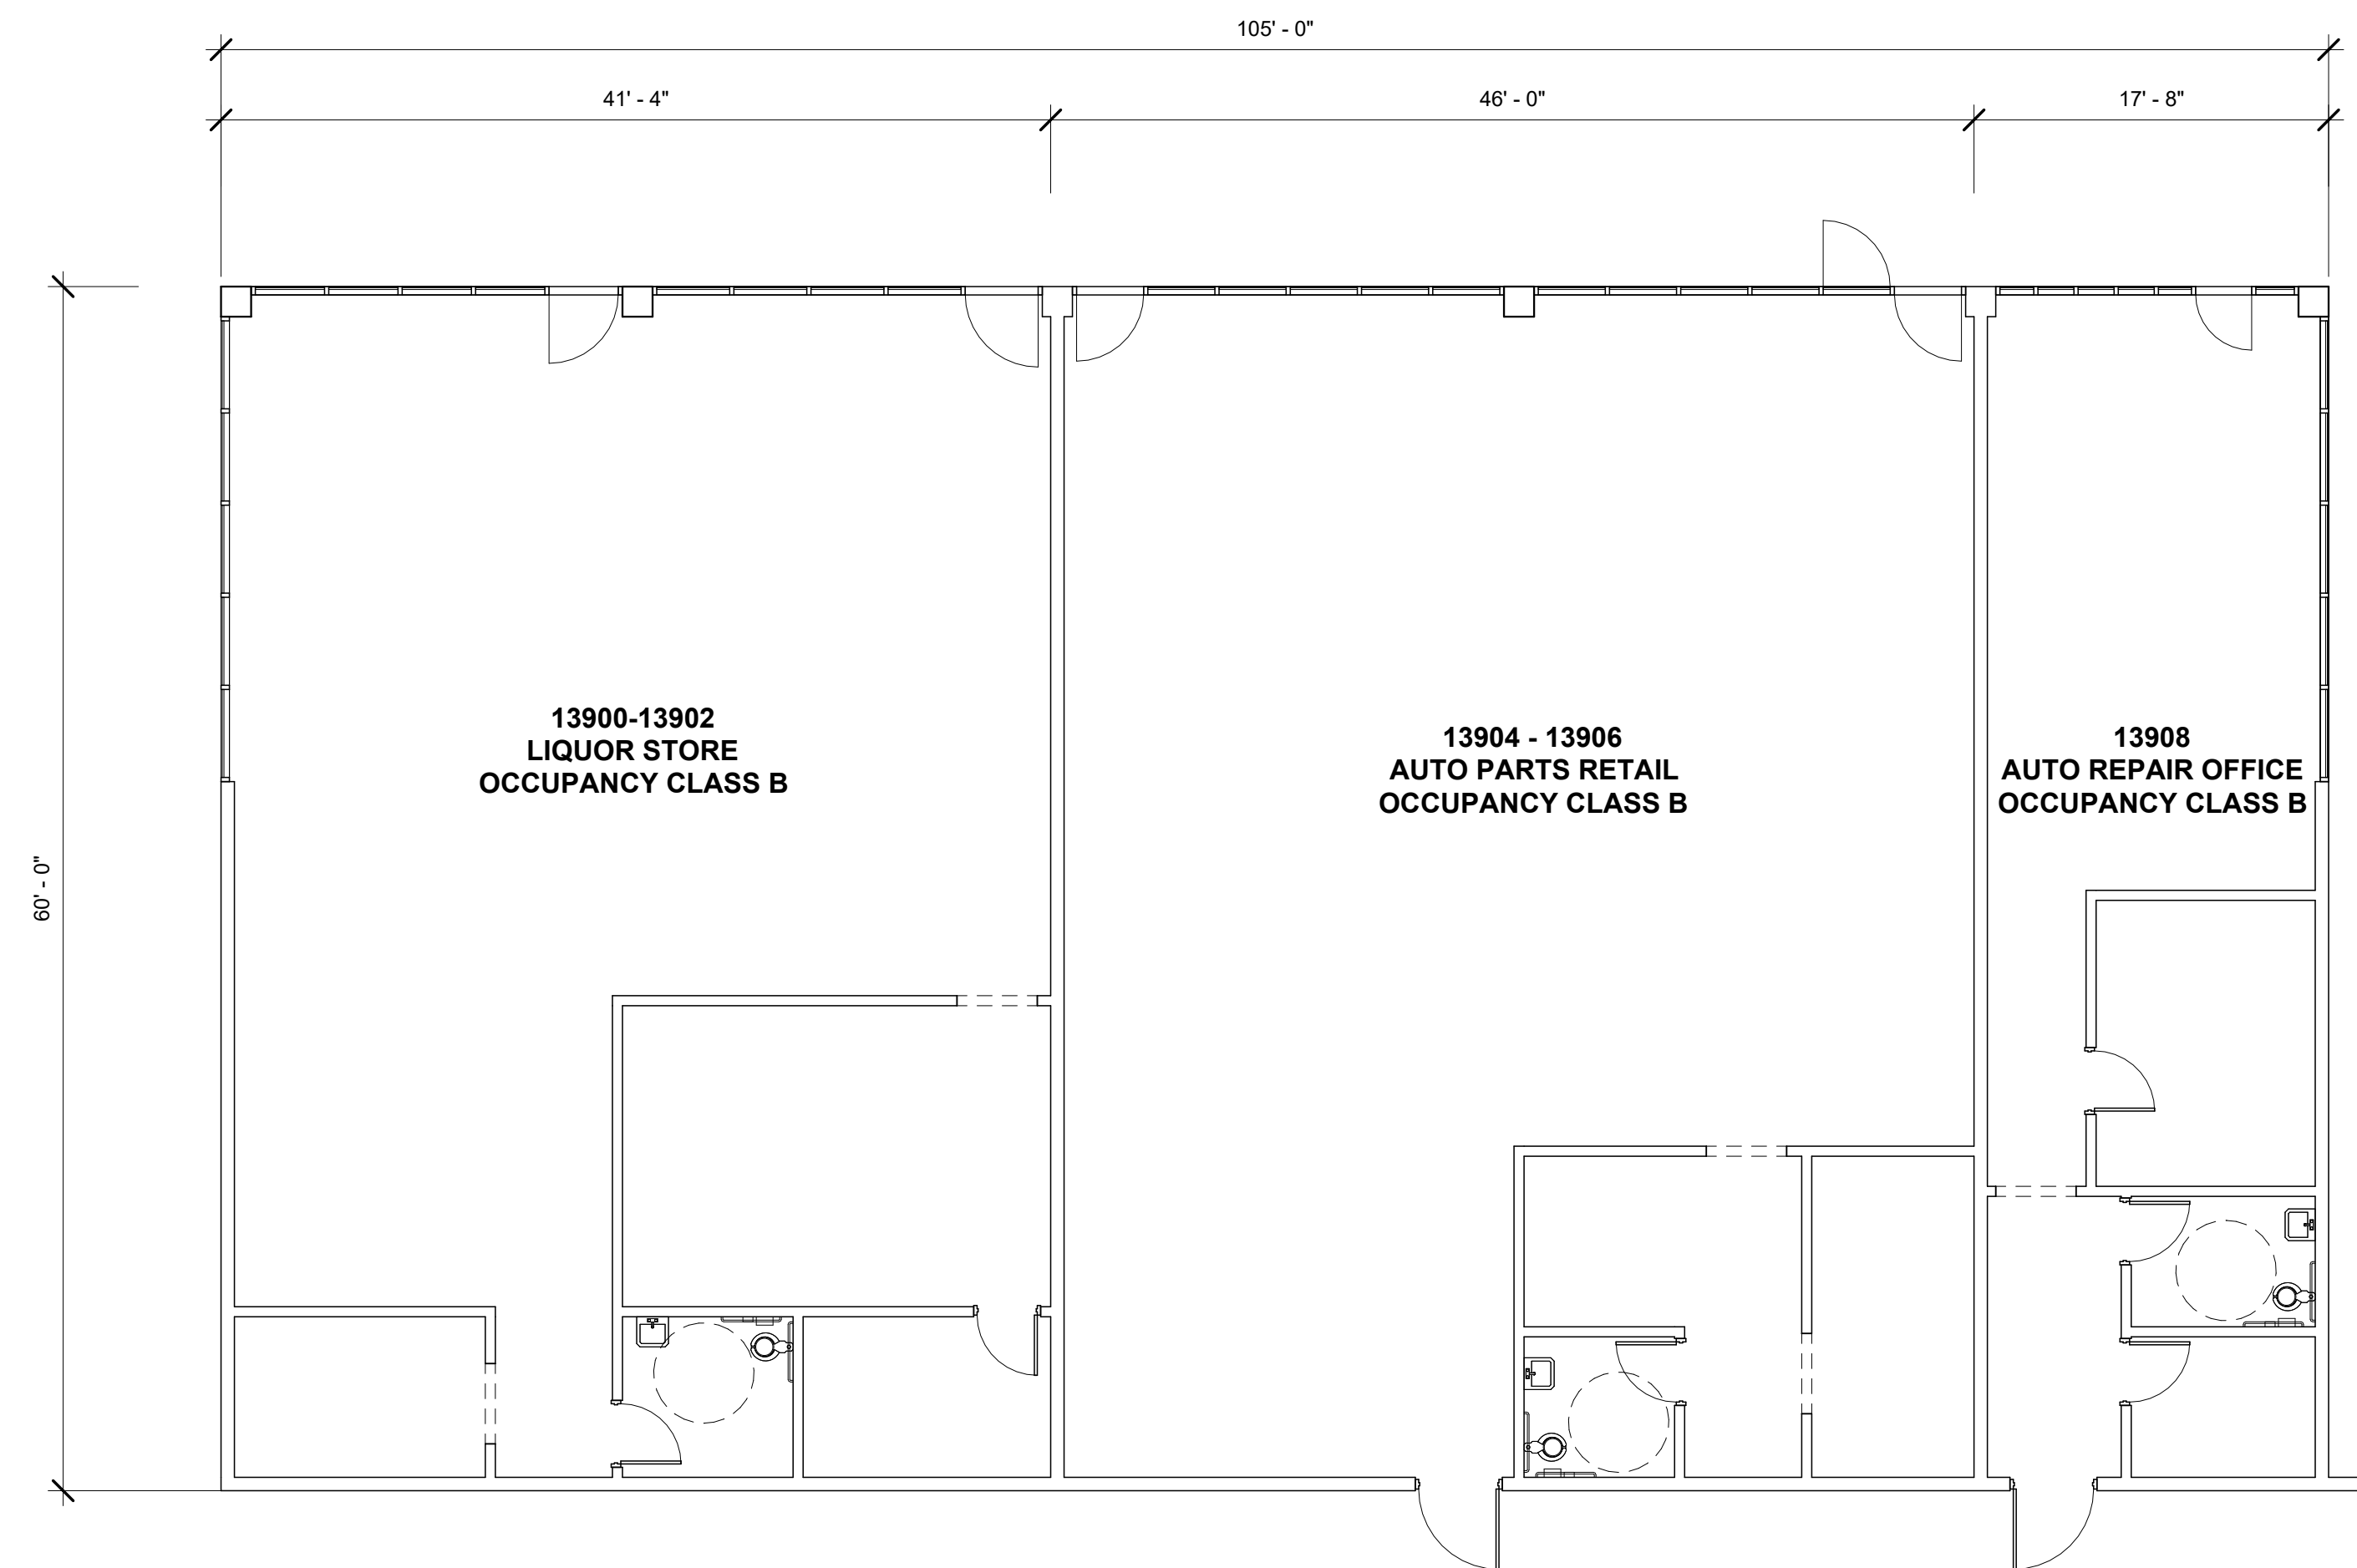 105' - 0"
41' - 4"
46' - 0"
17' - 8"
60' - 0"
13900-13902
LIQUOR STORE
OCCUPANCY CLASS B
13904 - 13906
AUTO PARTS RETAIL
OCCUPANCY CLASS B
13908
AUTO REPAIR OFFICE
OCCUPANCY CLASS B